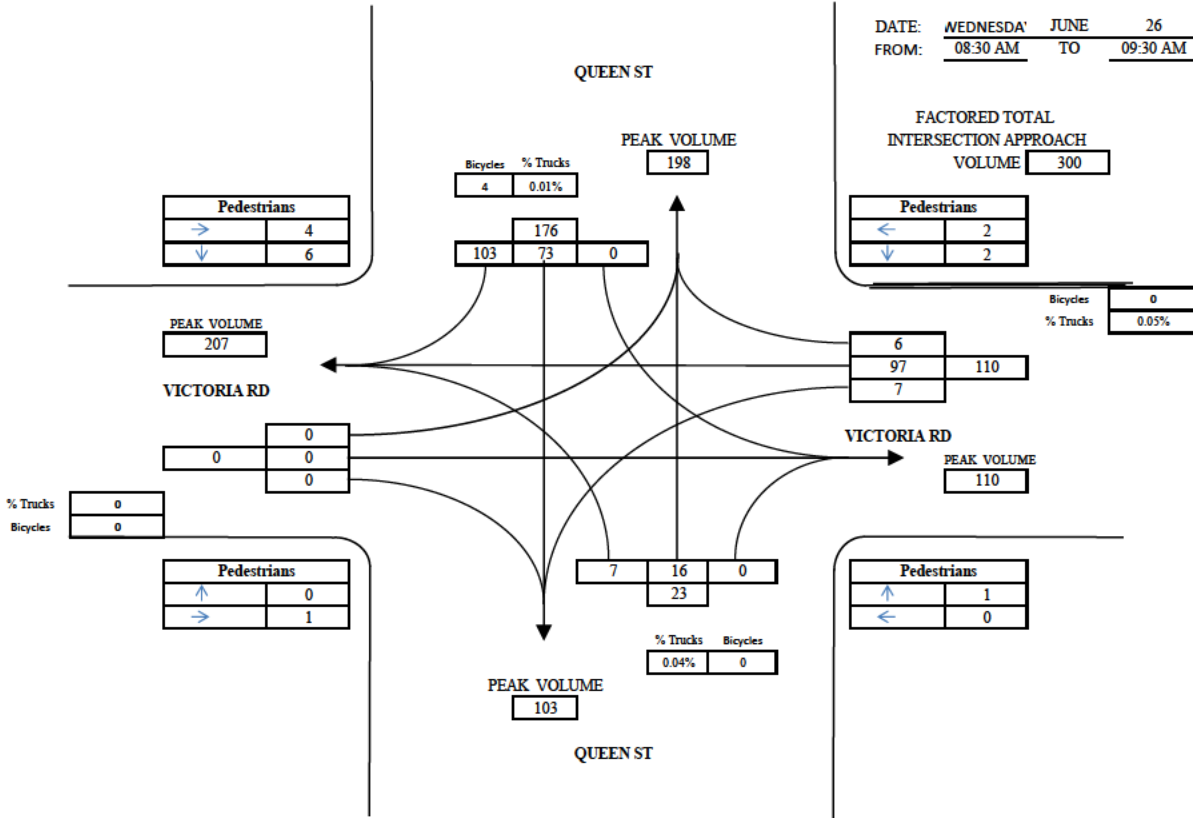 DATE: WEDNESDA' JUNE 26
FROM: 08:30 AM TO 09:30 AM
QUEEN ST
FACTORED TOTAL
INTERSECTION APPROACH
VOLUME 300
PEAK VOLUME
198
Bicycles % Trucks
4 0.01%
Pedestrians
→ 4
↓ 6
176
103 73 0
Pedestrians
← 2
↓ 2
Bicycles 0
% Trucks 0.05%
PEAK VOLUME
207
VICTORIA RD
6
97 110
7
0
0 0
0
VICTORIA RD
PEAK VOLUME
110
% Trucks 0
Bicycles 0
Pedestrians
↑ 0
→ 1
7 16 0
23
Pedestrians
↑ 1
← 0
% Trucks Bicycles
0.04% 0
PEAK VOLUME
103
QUEEN ST